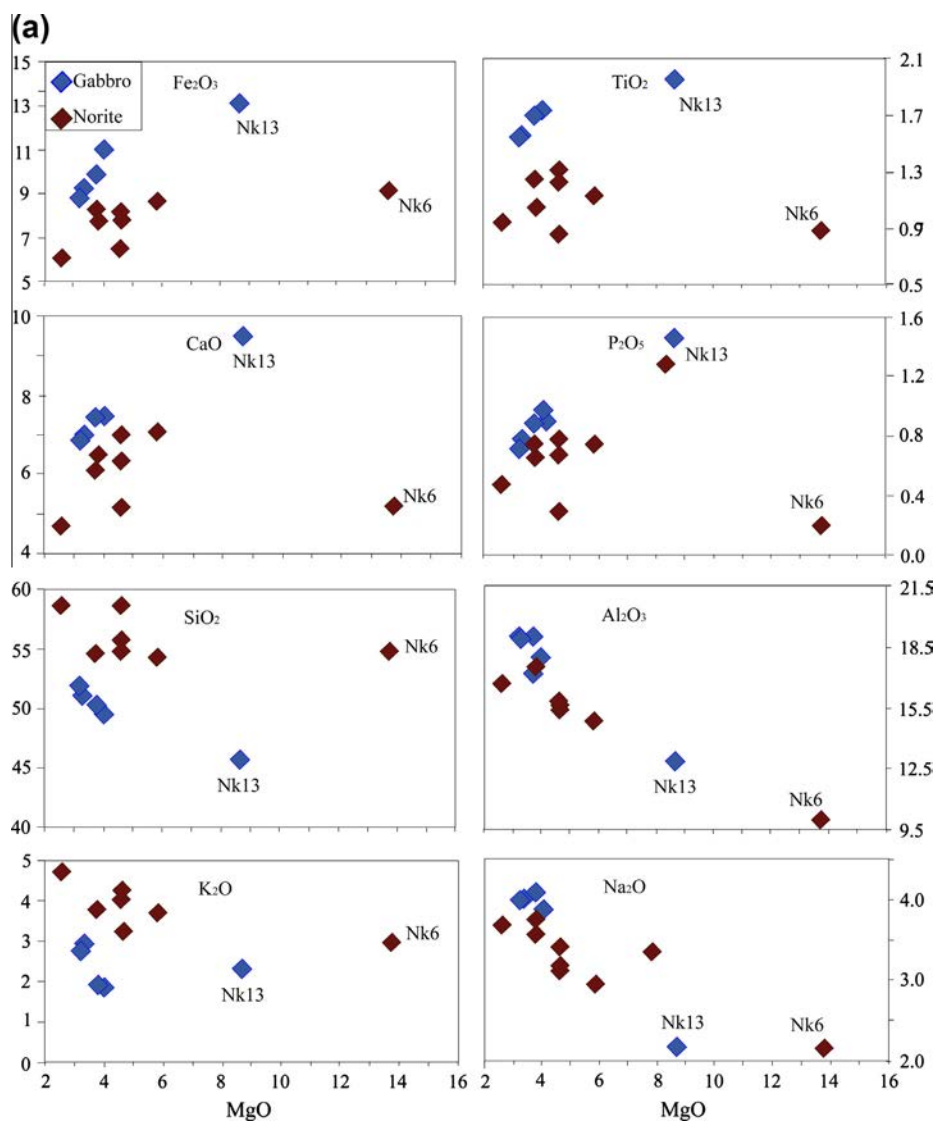 (a)
15
13
11
9
7
5
Gabbro
Norite
Fe₂O₃
Nk13
Nk6
TiO₂
Nk13
Nk6
2.1
1.7
1.3
0.9
0.5
10
8
7
6
4
CaO
Nk13
Nk6
P₂O₅
Nk13
Nk6
1.6
1.2
0.8
0.4
0.0
60
55
50
45
40
SiO₂
Nk6
Nk13
Al₂O₃
Nk13
Nk6
21.5
18.5
15.5
12.5
9.5
5
4
3
2
1
0
K₂O
Nk6
Nk13
Na₂O
Nk13
Nk6
4.0
3.0
2.0
2 4 6 8 10 12 14 16
2 4 6 8 10 12 14 16
MgO
MgO